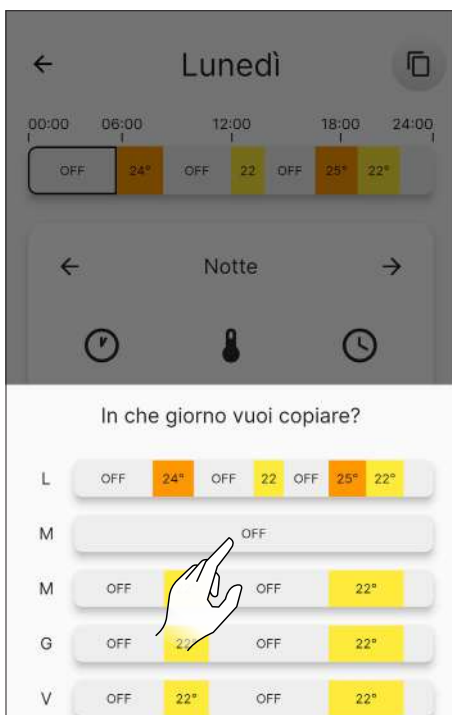 Lunedì
00:00 06:00 12:00 18:00 24:00
OFF 24° OFF 22 OFF 25° 22°
Notte
In che giorno vuoi copiare?
L OFF 24° OFF 22 OFF 25° 22°
M OFF
M OFF OFF 22°
G OFF 22° OFF 22°
V OFF 22° OFF 22°